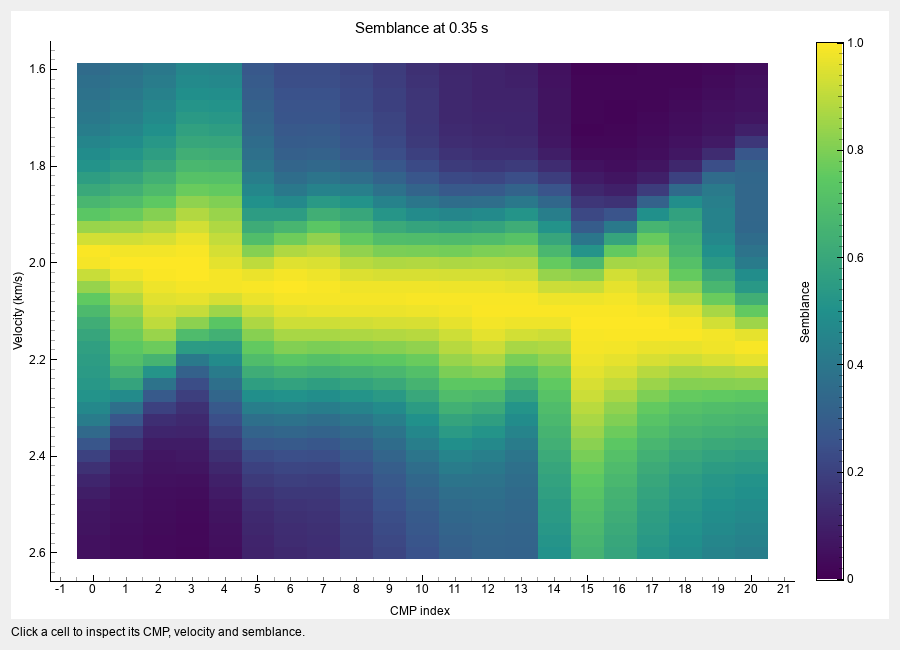 Semblance at 0.35 s
1.6
1.8
2.0
2.2
2.4
2.6
Velocity (km/s)
-1 0 1 2 3 4 5 6 7 8 9 10 11 12 13 14 15 16 17 18 19 20 21
CMP index
1.0
0.8
0.6
0.4
0.2
0
Semblance
Click a cell to inspect its CMP, velocity and semblance.